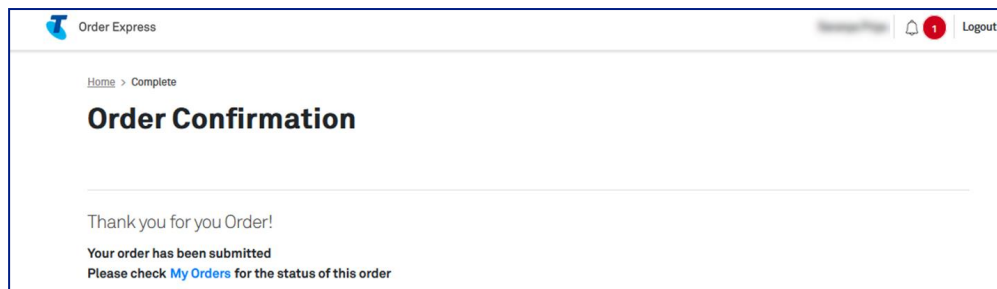 T Order Express
1 Logout
Home > Complete
Order Confirmation
Thank you for you Order!
Your order has been submitted
Please check My Orders for the status of this order